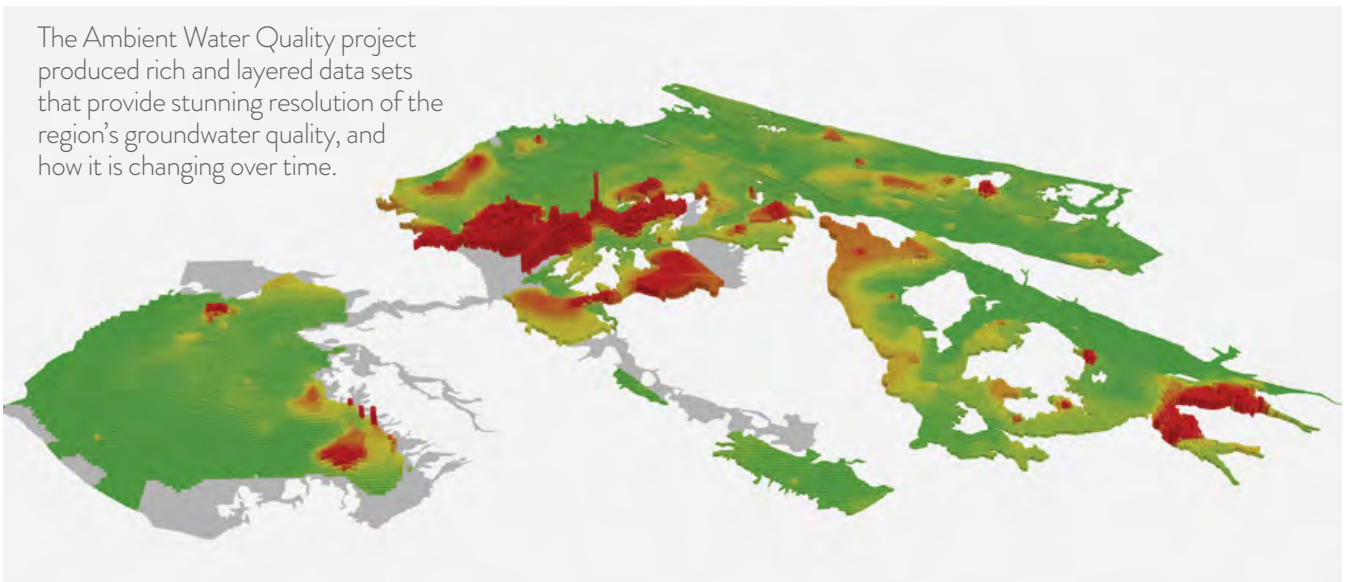 The Ambient Water Quality project
produced rich and layered data sets
that provide stunning resolution of the
region's groundwater quality, and
how it is changing over time.